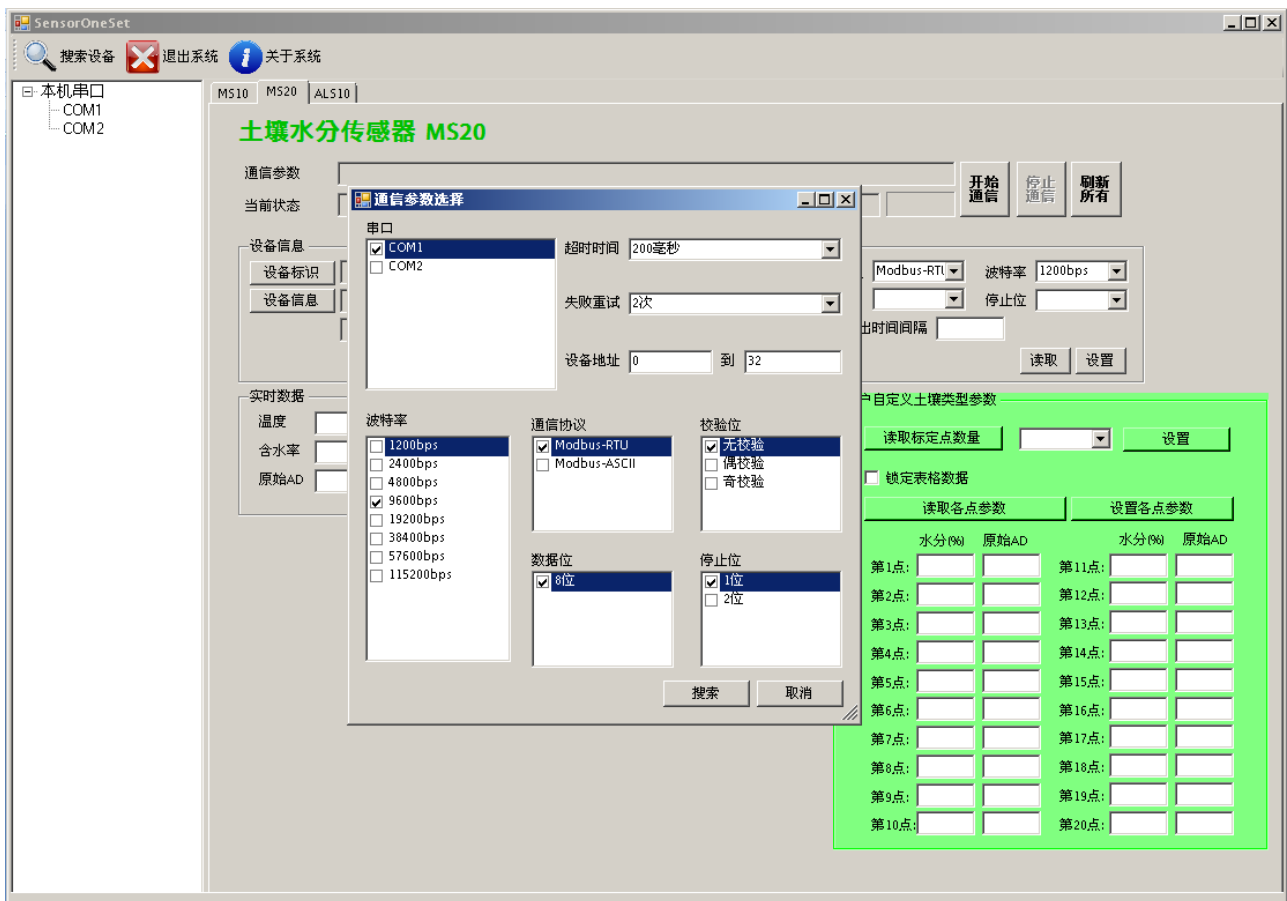 SensorOneSet
搜索设备 退出系统 关于系统
本机串口
COM1
COM2
MS10 MS20 ALS10
土壤水分传感器 MS20
通信参数
当前状态
开始通信
停止通信
刷新所有
设备信息
设备标识
设备信息
Modbus-RTU 波特率 1200bps
停止位
出时间间隔
读取 设置
实时数据
温度
含水率
原始AD
通信参数选择
串口
COM1
COM2
超时时间 200毫秒
失败重试 2次
设备地址 0 到 32
波特率
1200bps
2400bps
4800bps
9600bps
19200bps
38400bps
57600bps
115200bps
通信协议
Modbus-RTU
Modbus-ASCII
校验位
无校验
偶校验
奇校验
数据位
8位
停止位
1位
2位
搜索 取消
自定义土壤类型参数
读取标定点数量 设置
锁定表格数据
读取各点参数 设置各点参数
水分(%) 原始AD 水分(%) 原始AD
第1点: 第11点:
第2点: 第12点:
第3点: 第13点:
第4点: 第14点:
第5点: 第15点:
第6点: 第16点:
第7点: 第17点:
第8点: 第18点:
第9点: 第19点:
第10点: 第20点: